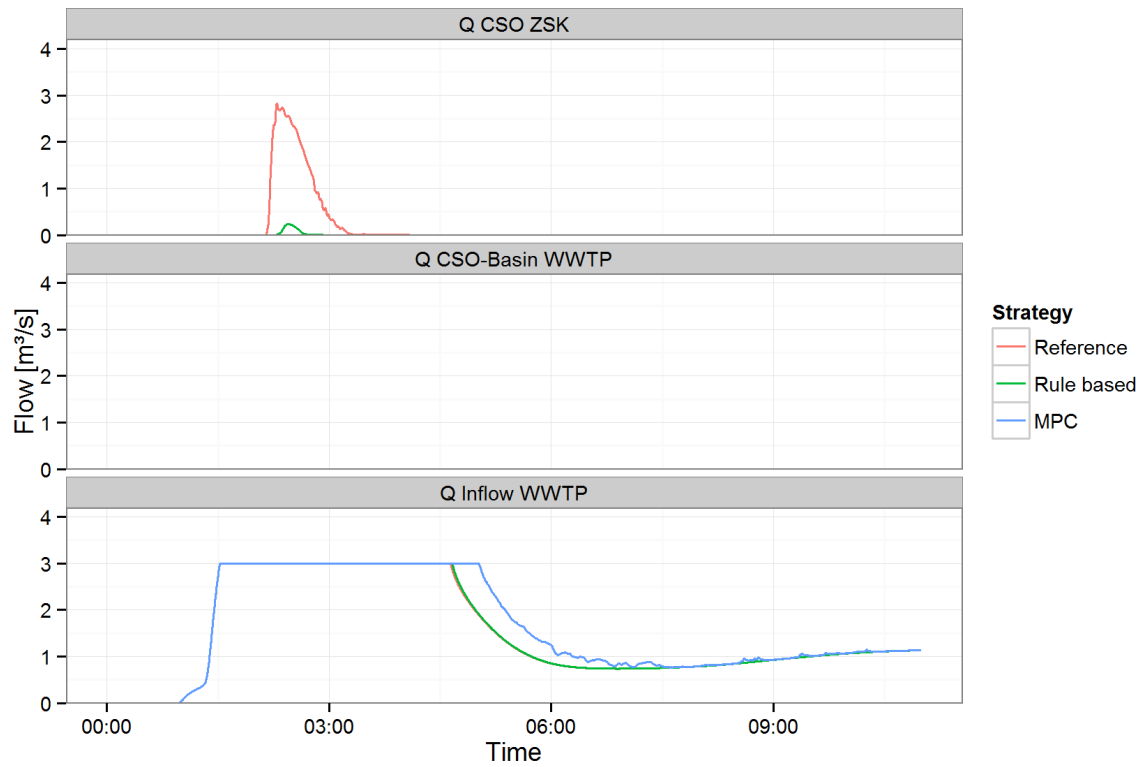 Q CSO ZSK
4
3
2
1
0
Q CSO-Basin WWTP
4
3
2
1
0
Q Inflow WWTP
4
3
2
1
0
Flow [m³/s]
00:00 03:00 06:00 09:00
Time
Strategy
Reference
Rule based
MPC